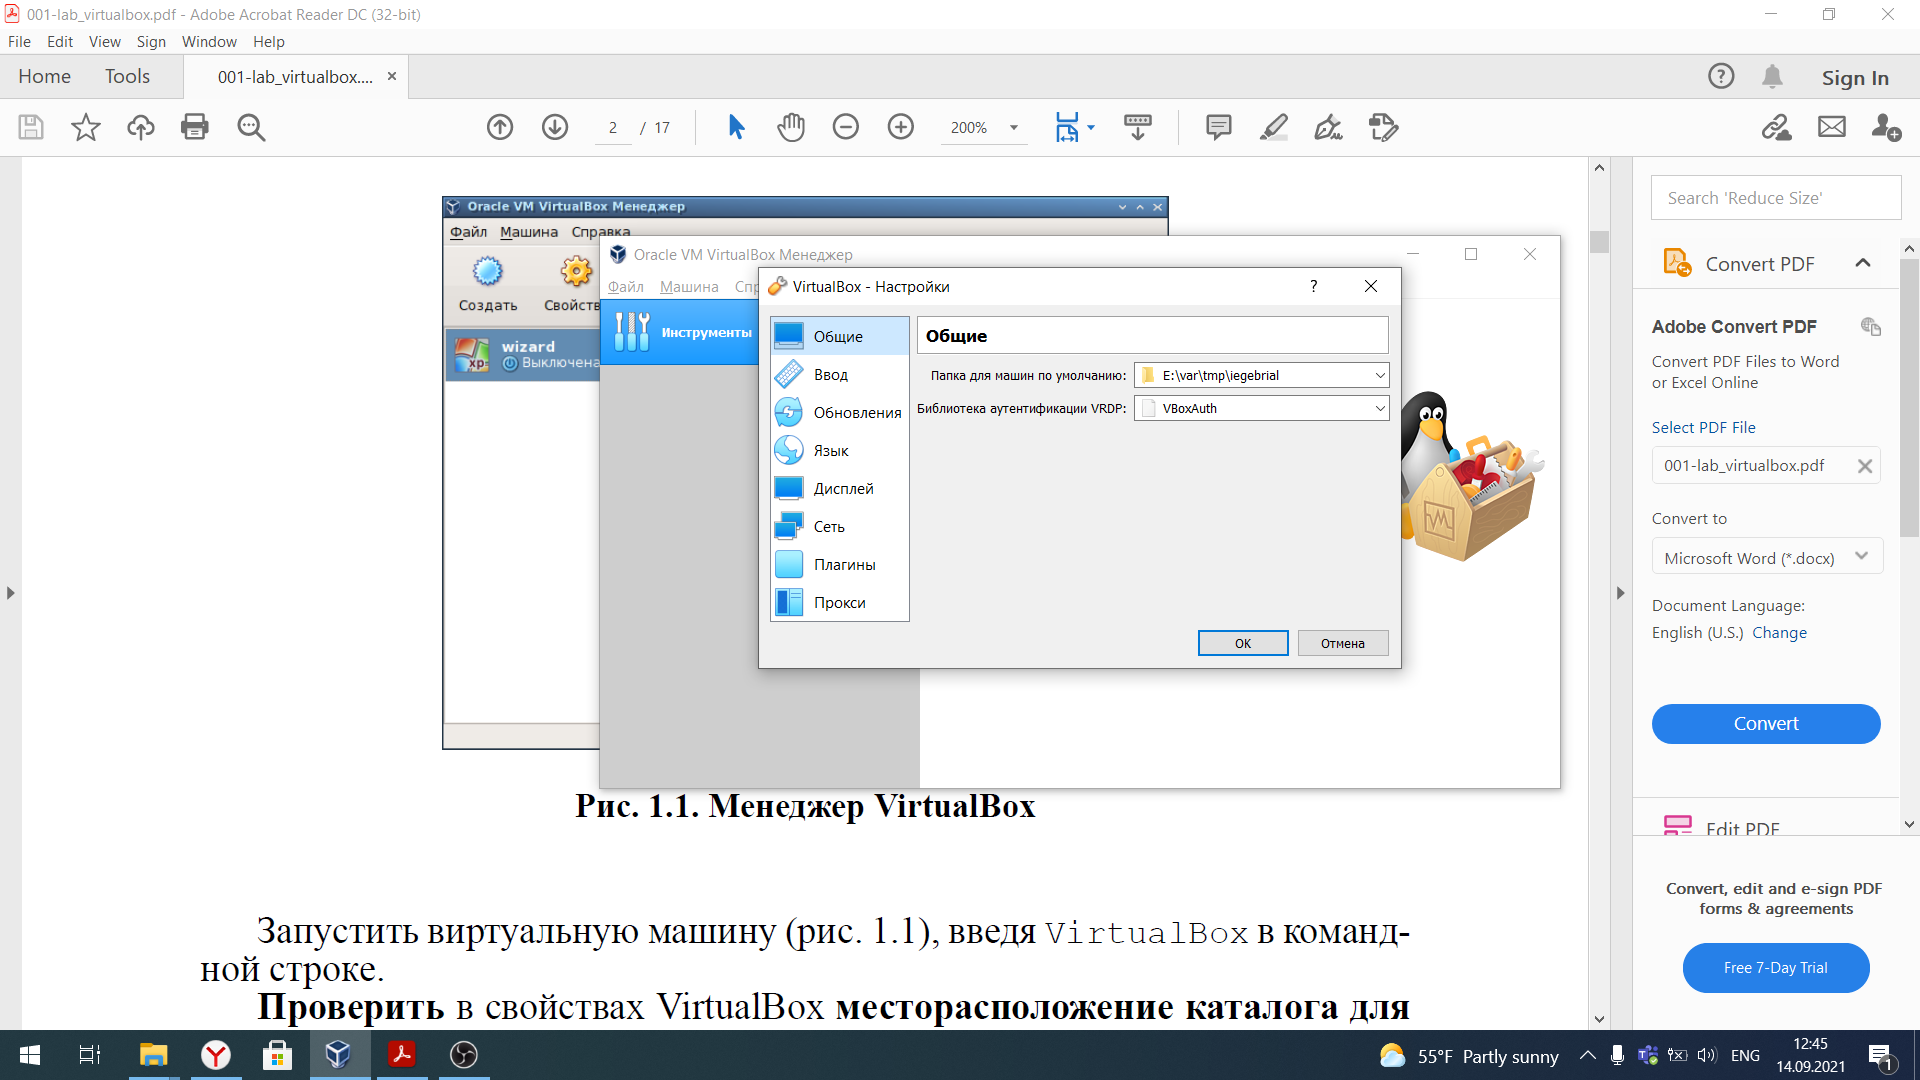 001-lab_virtualbox.pdf - Adobe Acrobat Reader DC (32-bit)
File Edit View Sign Window Help
Home Tools 001-lab_virtualbox.... Sign In
2 / 17 200%
Oracle VM VirtualBox Менеджер
Файл Машина Справка
Создать
wizard
Выключена
Oracle VM VirtualBox Менеджер
Файл Машина
Инструменты
VirtualBox - Настройки
Общие
Ввод
Обновления
Язык
Дисплей
Сеть
Плагины
Прокси
Общие
Папка для машин по умолчанию: E:\var\tmp\iegebrial
Библиотека аутентификации VRDP: VBoxAuth
OK Отмена
Рис. 1.1. Менеджер VirtualBox
Запустить виртуальную машину (рис. 1.1), введя VirtualBox в команд-
ной строке.
Проверить в свойствах VirtualBox месторасположение каталога для
Search 'Reduce Size'
Convert PDF
Adobe Convert PDF
Convert PDF Files to Word
or Excel Online
Select PDF File
001-lab_virtualbox.pdf
Convert to
Microsoft Word (*.docx)
Document Language:
English (U.S.) Change
Convert
Edit PDF
Convert, edit and e-sign PDF
forms & agreements
Free 7-Day Trial
55°F Partly sunny ENG 12:45
14.09.2021
1